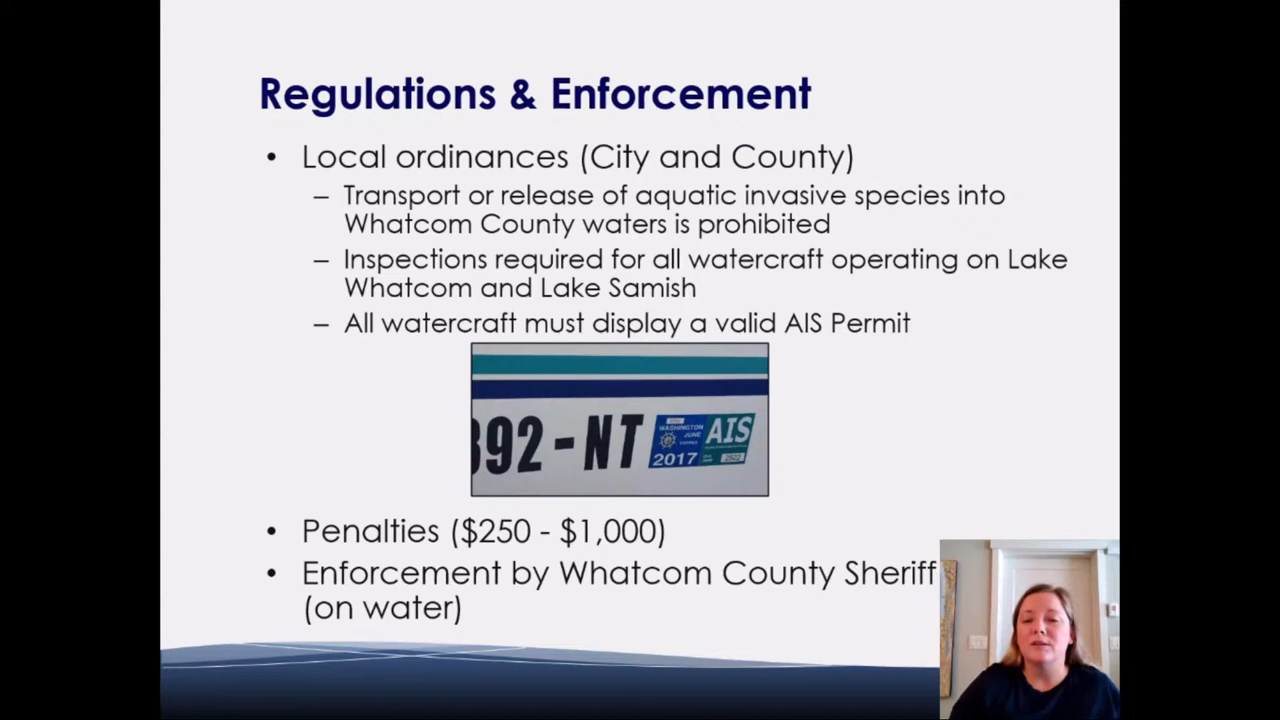 Regulations & Enforcement
• Local ordinances (City and County)
– Transport or release of aquatic invasive species into
Whatcom County waters is prohibited
– Inspections required for all watercraft operating on Lake
Whatcom and Lake Samish
– All watercraft must display a valid AIS Permit
92-NT
WASHINGTON
JUNE
2017
AIS
• Penalties ($250 - $1,000)
• Enforcement by Whatcom County Sheriff
(on water)